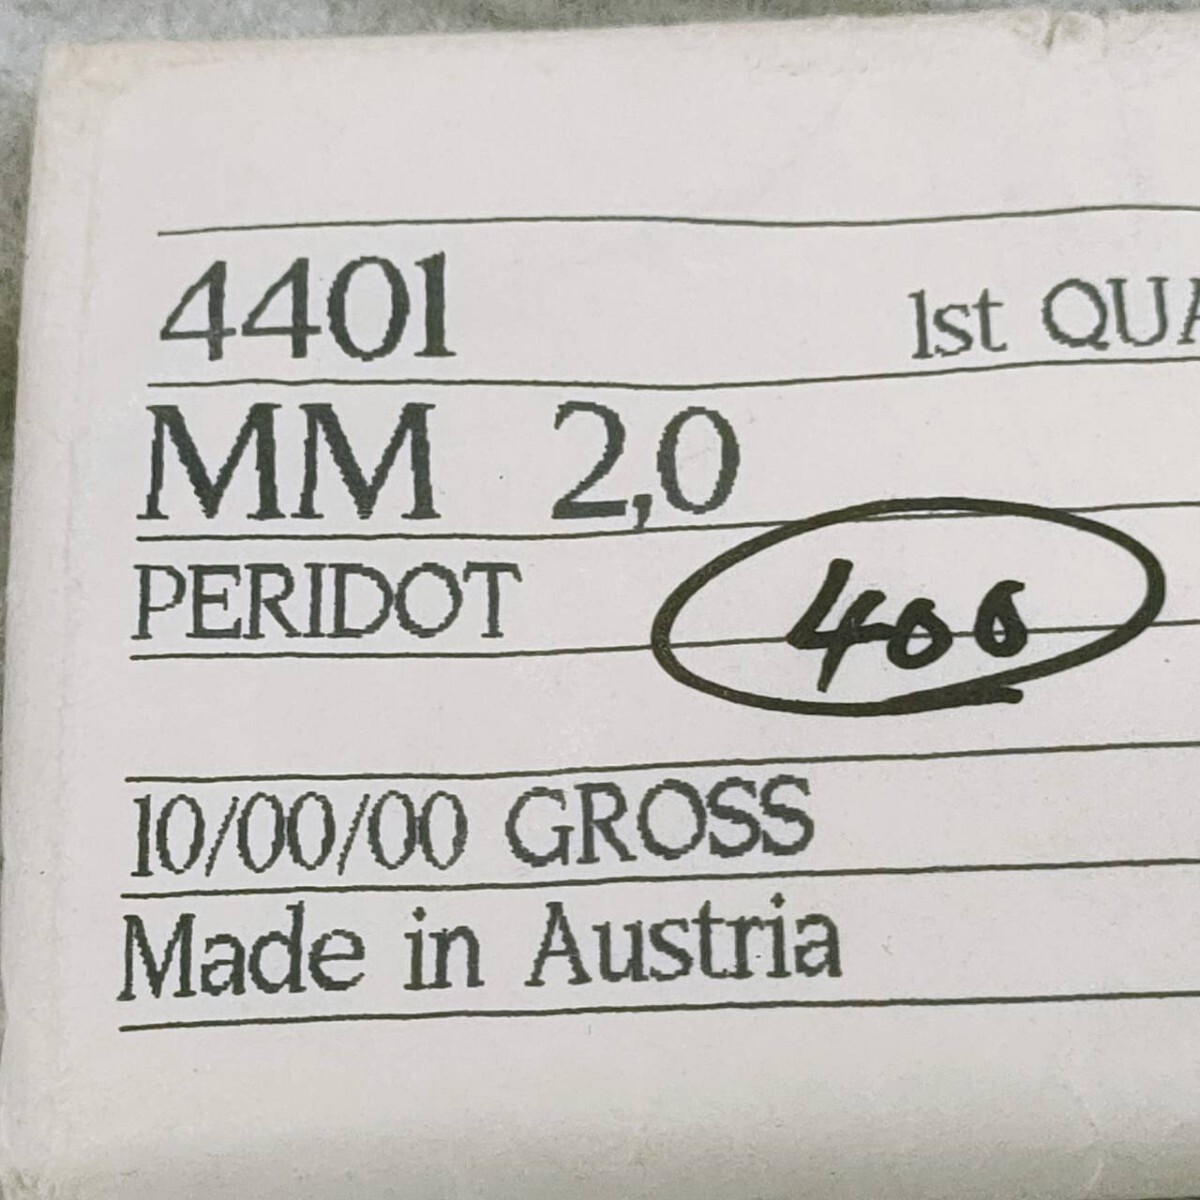 4401 1st QUA
MM 2,0
PERIDOT 400
10/00/00 GROSS
Made in Austria